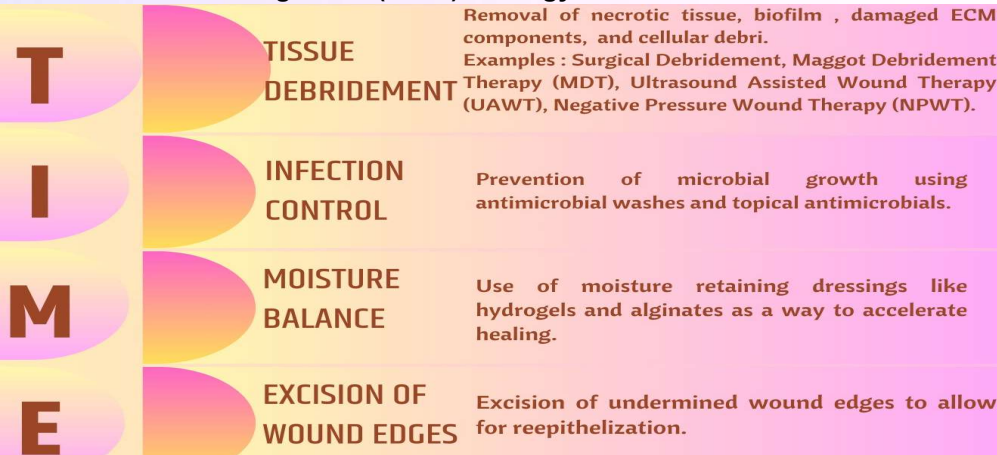 T
TISSUE
DEBRIDEMENT
Removal of necrotic tissue, biofilm , damaged ECM
components, and cellular debri.
Examples : Surgical Debridement, Maggot Debridement
Therapy (MDT), Ultrasound Assisted Wound Therapy
(UAWT), Negative Pressure Wound Therapy (NPWT).
I
INFECTION
CONTROL
Prevention of microbial growth using
antimicrobial washes and topical antimicrobials.
M
MOISTURE
BALANCE
Use of moisture retaining dressings like
hydrogels and alginates as a way to accelerate
healing.
E
EXCISION OF
WOUND EDGES
Excision of undermined wound edges to allow
for reepithelization.